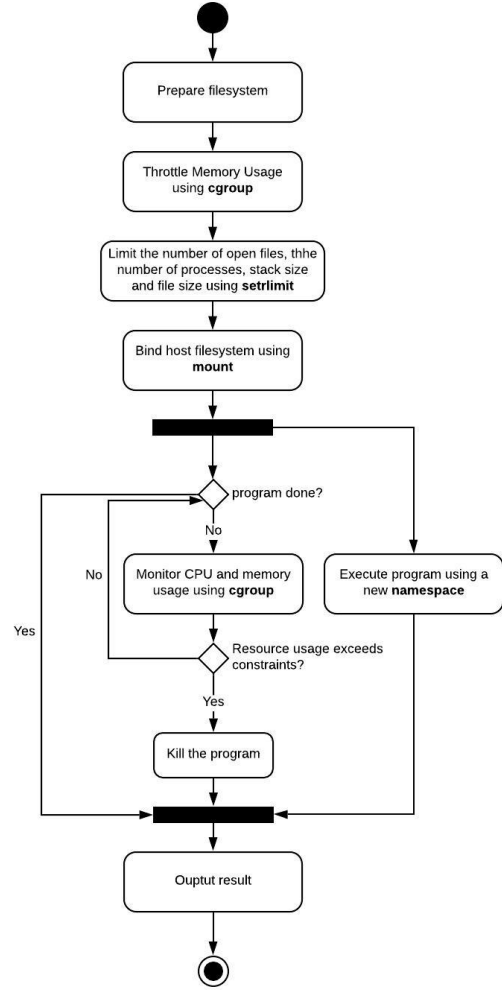 Prepare filesystem
Throttle Memory Usage
using cgroup
Limit the number of open files, thhe
number of processes, stack size
and file size using setrlimit
Bind host filesystem using
mount
program done?
No
Monitor CPU and memory
usage using cgroup
Execute program using a
new namespace
No
Yes
Resource usage exceeds
constraints?
Yes
Kill the program
Ouptut result